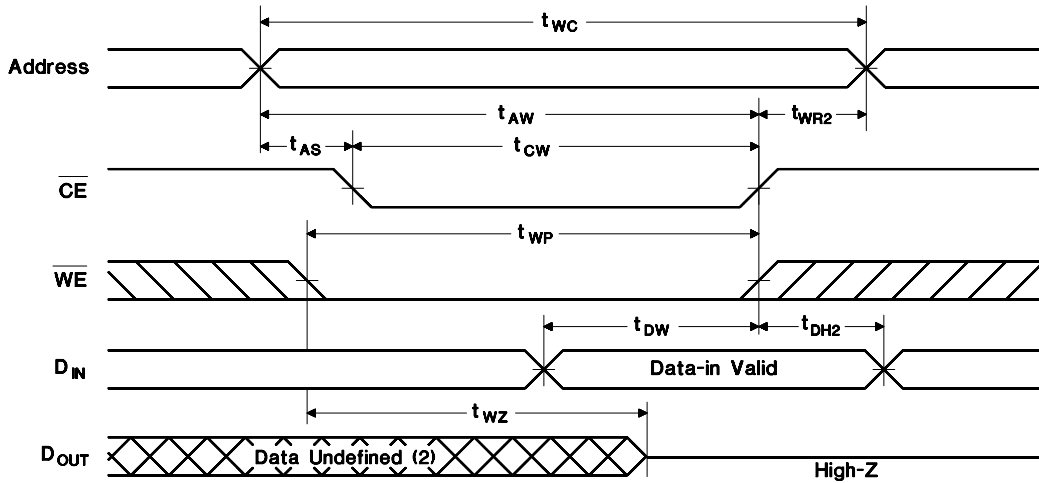 tWC
Address
tAW
tWR2
tAS
tCW
CE
tWP
WE
tDW
tDH2
DIN
Data-in Valid
tWZ
DOUT
Data Undefined (2)
High-Z